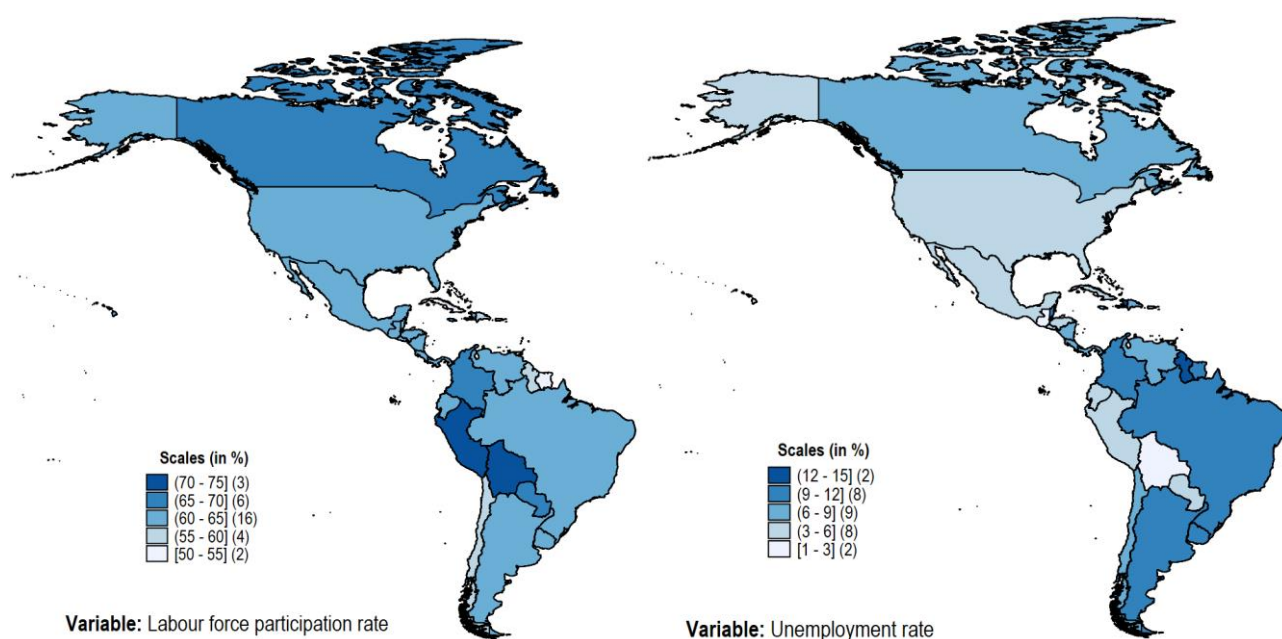 Scales (in %)
(70 - 75] (3)
(65 - 70] (6)
(60 - 65] (16)
(55 - 60] (4)
[50 - 55] (2)
Variable: Labour force participation rate
Scales (in %)
(12 - 15] (2)
(9 - 12] (8)
(6 - 9] (9)
(3 - 6] (8)
[1 - 3] (2)
Variable: Unemployment rate